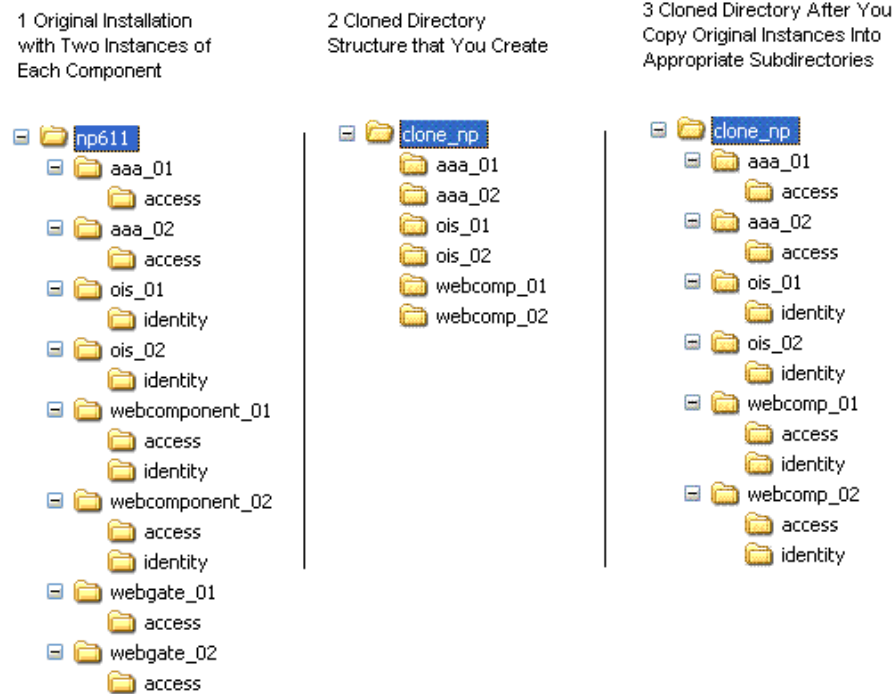 1 Original Installation
with Two Instances of
Each Component
np611
aaa_01
access
aaa_02
access
ois_01
identity
ois_02
identity
webcomponent_01
access
identity
webcomponent_02
access
identity
webgate_01
access
webgate_02
access
2 Cloned Directory
Structure that You Create
clone_np
aaa_01
aaa_02
ois_01
ois_02
webcomp_01
webcomp_02
3 Cloned Directory After You
Copy Original Instances Into
Appropriate Subdirectories
clone_np
aaa_01
access
aaa_02
access
ois_01
identity
ois_02
identity
webcomp_01
access
identity
webcomp_02
access
identity